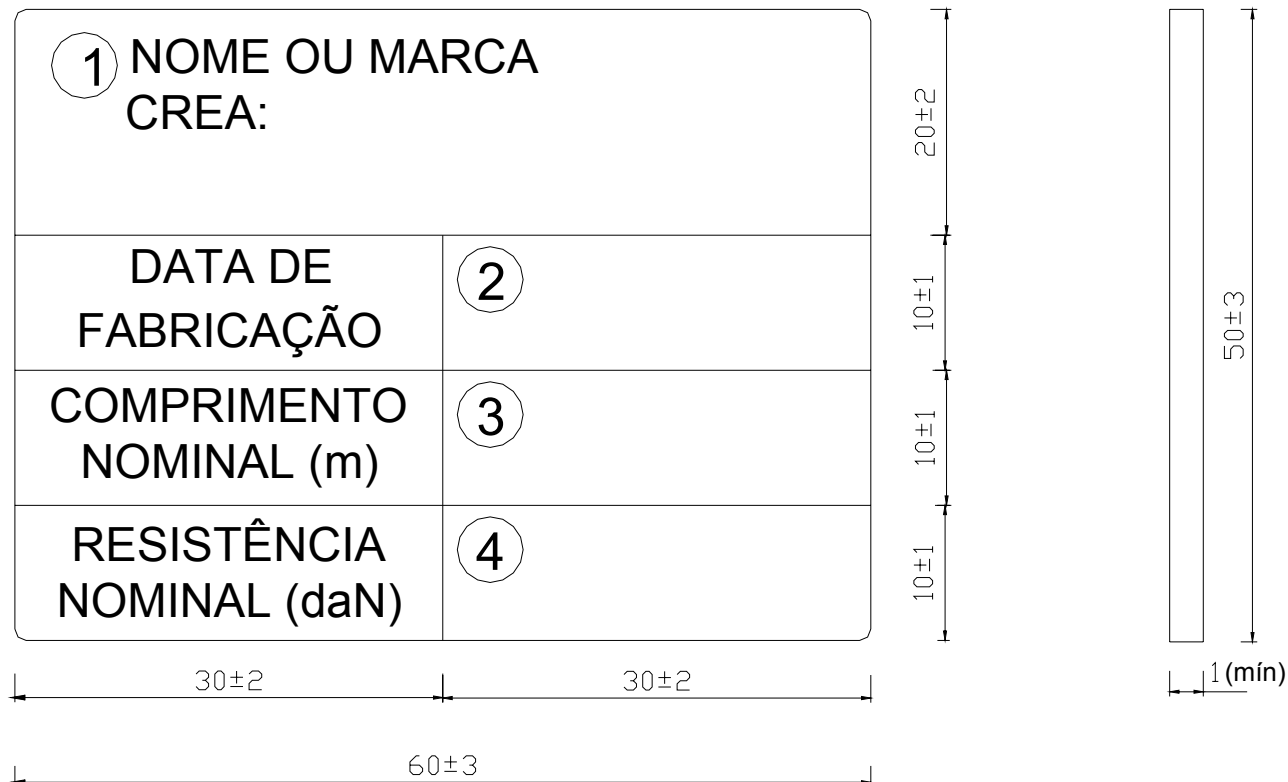 1 NOME OU MARCA
CREA:
DATA DE
FABRICAÇÃO
2
COMPRIMENTO
NOMINAL (m)
3
RESISTÊNCIA
NOMINAL (daN)
4
20±2
10±1
10±1
10±1
50±3
30±2
30±2
1 (mín)
60±3